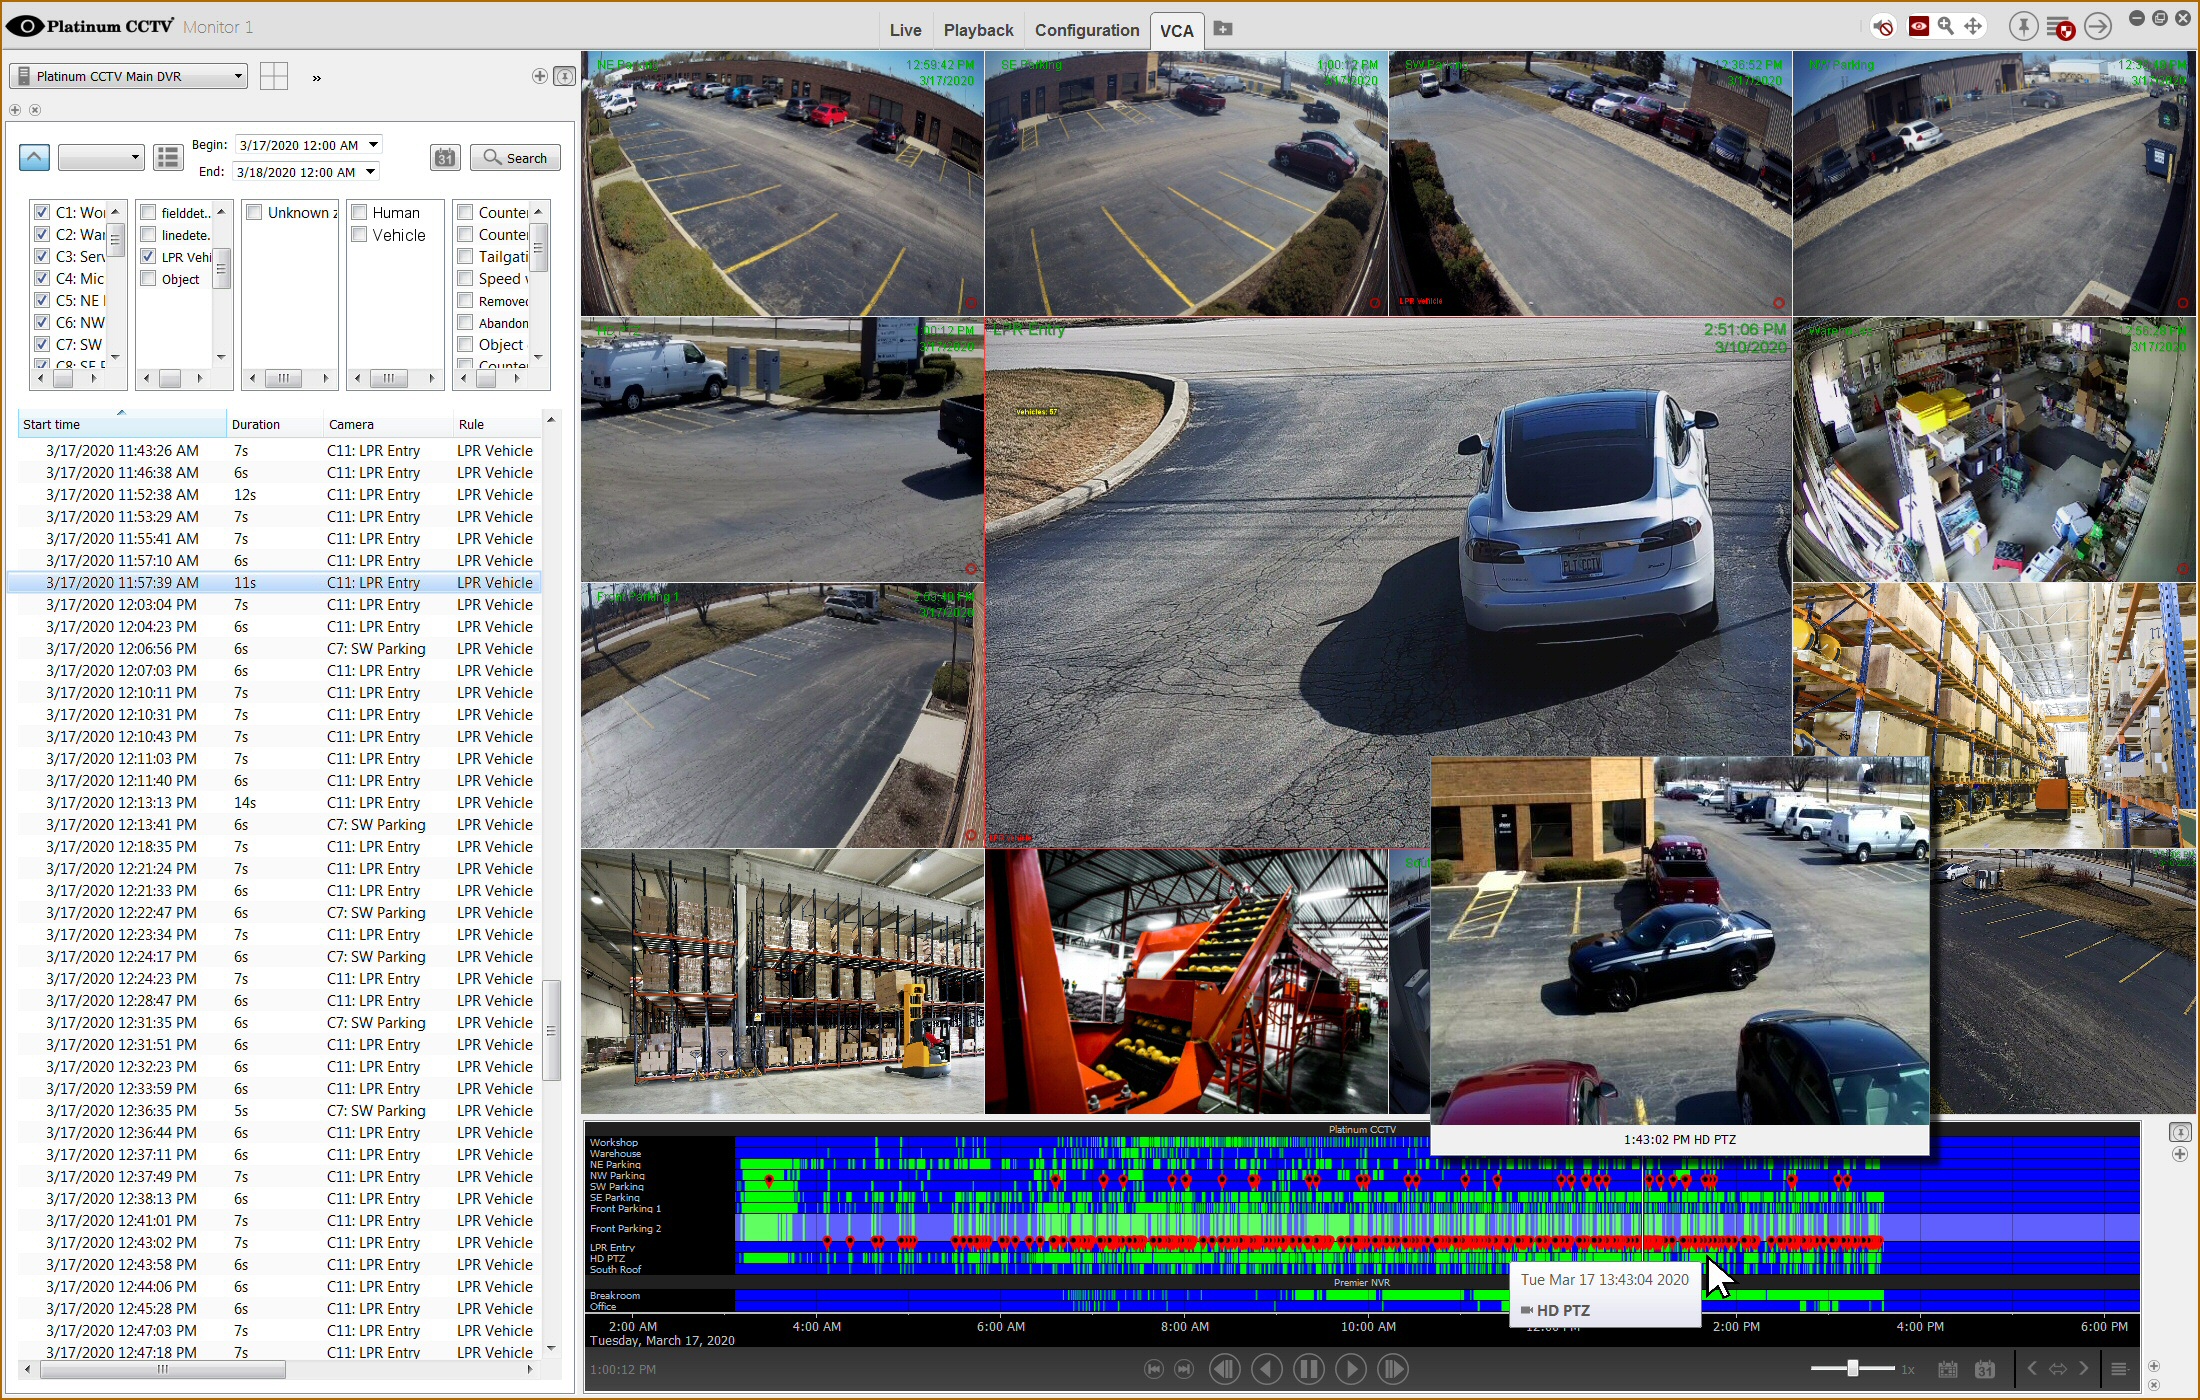 Platinum CCTV Monitor 1
Live Playback Configuration VCA
Platinum CCTV Main DVR
»
Begin: 3/17/2020 12:00 AM
End: 3/18/2020 12:00 AM
31 Search
C1: Wor
C2: War
C3: Serv
C4: Mic
C5: NE
C6: NW
C7: SW
C8: SE P
fielddet...
linedete.
LPR Vehi
Object
Unknown z
Human
Vehicle
Counter
Counter
Tailgati
Speed v
Removed
Abandon
Object
Counter
Start time Duration Camera Rule
3/17/2020 11:43:26 AM 7s C11: LPR Entry LPR Vehicle
3/17/2020 11:46:38 AM 6s C11: LPR Entry LPR Vehicle
3/17/2020 11:52:38 AM 12s C11: LPR Entry LPR Vehicle
3/17/2020 11:53:29 AM 7s C11: LPR Entry LPR Vehicle
3/17/2020 11:55:41 AM 7s C11: LPR Entry LPR Vehicle
3/17/2020 11:57:10 AM 6s C11: LPR Entry LPR Vehicle
3/17/2020 11:57:39 AM 11s C11: LPR Entry LPR Vehicle
3/17/2020 12:03:04 PM 7s C11: LPR Entry LPR Vehicle
3/17/2020 12:04:23 PM 6s C11: LPR Entry LPR Vehicle
3/17/2020 12:06:56 PM 6s C7: SW Parking LPR Vehicle
3/17/2020 12:07:03 PM 6s C11: LPR Entry LPR Vehicle
3/17/2020 12:10:11 PM 7s C11: LPR Entry LPR Vehicle
3/17/2020 12:10:31 PM 7s C11: LPR Entry LPR Vehicle
3/17/2020 12:10:43 PM 7s C11: LPR Entry LPR Vehicle
3/17/2020 12:11:03 PM 7s C11: LPR Entry LPR Vehicle
3/17/2020 12:11:40 PM 6s C11: LPR Entry LPR Vehicle
3/17/2020 12:13:13 PM 14s C11: LPR Entry LPR Vehicle
3/17/2020 12:13:41 PM 6s C7: SW Parking LPR Vehicle
3/17/2020 12:18:35 PM 7s C11: LPR Entry LPR Vehicle
3/17/2020 12:21:24 PM 7s C11: LPR Entry LPR Vehicle
3/17/2020 12:21:33 PM 6s C11: LPR Entry LPR Vehicle
3/17/2020 12:22:47 PM 6s C7: SW Parking LPR Vehicle
3/17/2020 12:23:34 PM 7s C11: LPR Entry LPR Vehicle
3/17/2020 12:24:17 PM 6s C7: SW Parking LPR Vehicle
3/17/2020 12:24:23 PM 7s C11: LPR Entry LPR Vehicle
3/17/2020 12:28:47 PM 6s C11: LPR Entry LPR Vehicle
3/17/2020 12:31:35 PM 6s C7: SW Parking LPR Vehicle
3/17/2020 12:31:51 PM 6s C11: LPR Entry LPR Vehicle
3/17/2020 12:32:23 PM 6s C11: LPR Entry LPR Vehicle
3/17/2020 12:33:59 PM 6s C11: LPR Entry LPR Vehicle
3/17/2020 12:36:35 PM 5s C7: SW Parking LPR Vehicle
3/17/2020 12:36:44 PM 6s C11: LPR Entry LPR Vehicle
3/17/2020 12:37:11 PM 6s C11: LPR Entry LPR Vehicle
3/17/2020 12:37:49 PM 7s C11: LPR Entry LPR Vehicle
3/17/2020 12:38:13 PM 6s C11: LPR Entry LPR Vehicle
3/17/2020 12:41:01 PM 7s C11: LPR Entry LPR Vehicle
3/17/2020 12:43:02 PM 7s C11: LPR Entry LPR Vehicle
3/17/2020 12:43:58 PM 6s C11: LPR Entry LPR Vehicle
3/17/2020 12:44:06 PM 6s C11: LPR Entry LPR Vehicle
3/17/2020 12:45:28 PM 6s C11: LPR Entry LPR Vehicle
3/17/2020 12:47:03 PM 7s C11: LPR Entry LPR Vehicle
3/17/2020 12:47:18 PM 7s C11: LPR Entry LPR Vehicle
NE Parking 12:59:42 PM
3/17/2020
SE Parking 1:00:12 PM
3/17/2020
SW Parking 12:36:52 PM
3/17/2020
LPR Vehicle
NW Parking
HD PTZ 1:00:12 PM
3/17/2020
LPR Entry 2:51:06 PM
3/10/2020
Vehicles: 57
PLT-CCTV
LPR Vehicle
Warehouse
3/17/2020
Front Parking 1
3/17/2020
1:43:02 PM HD PTZ
Platinum CCTV
Workshop
Warehouse
NE Parking
NW Parking
SW Parking
SE Parking
Front Parking 1
Front Parking 2
LPR Entry
HD PTZ
South Roof
Premier NVR
Breakroom
Office
Tue Mar 17 13:43:04 2020
HD PTZ
2:00 AM 4:00 AM 6:00 AM 8:00 AM 10:00 AM 12:00 PM 2:00 PM 4:00 PM 6:00 PM
Tuesday, March 17, 2020
1:00:12 PM 1x 31